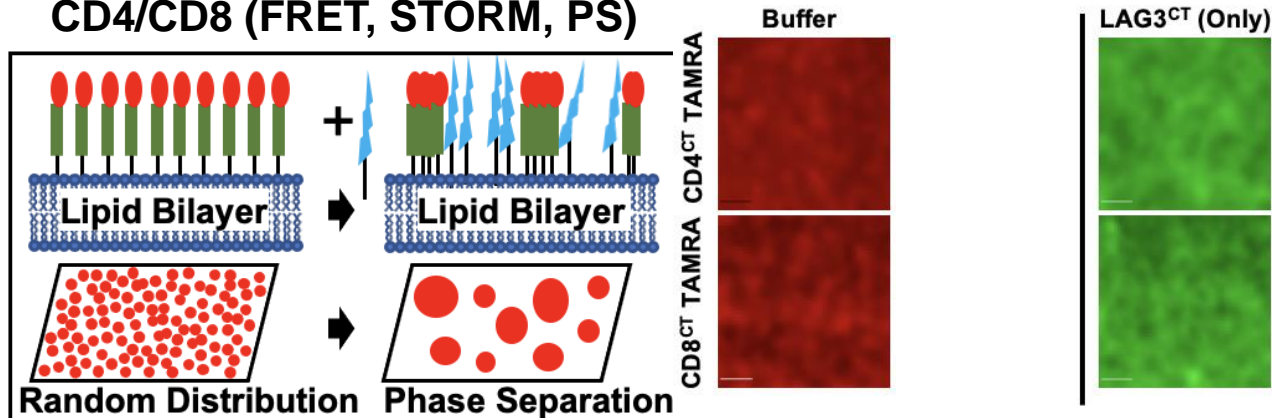 CD4/CD8 (FRET, STORM, PS)
+
Lipid Bilayer
Lipid Bilayer
Random Distribution
Phase Separation
Buffer
LAG3ᶜᵀ (Only)
CD4ᶜᵀ TAMRA
CD8ᶜᵀ TAMRA